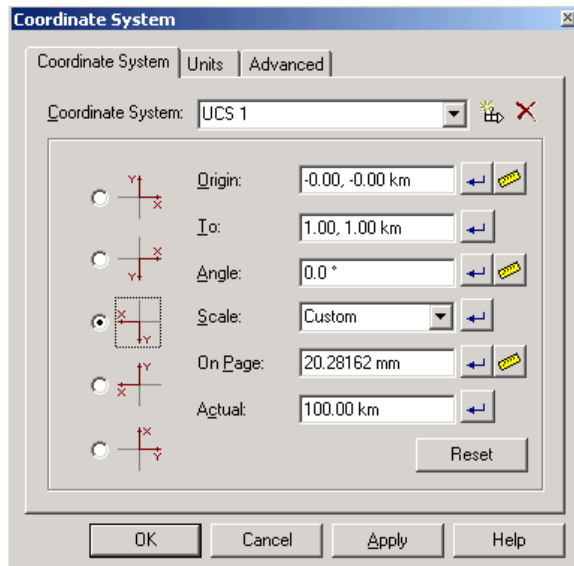 Coordinate System
Coordinate System Units Advanced
Coordinate System: UCS 1
Y
X
Origin: -0.00, -0.00 km
To: 1.00, 1.00 km
X
Y
Angle: 0.0 °
X
Y
Scale: Custom
Y
X
On Page: 20.28162 mm
Actual: 100.00 km
X
Y
Reset
OK Cancel Apply Help